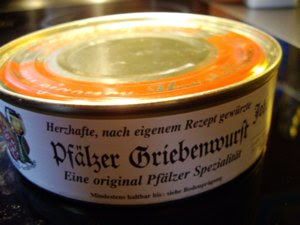 Herzhafte, nach eigenem Rezept gewürzte
Pfälzer Griebenwurst
Eine original Pfälzer Spezialität
Mindestens haltbar bis: siehe Bodenprägung